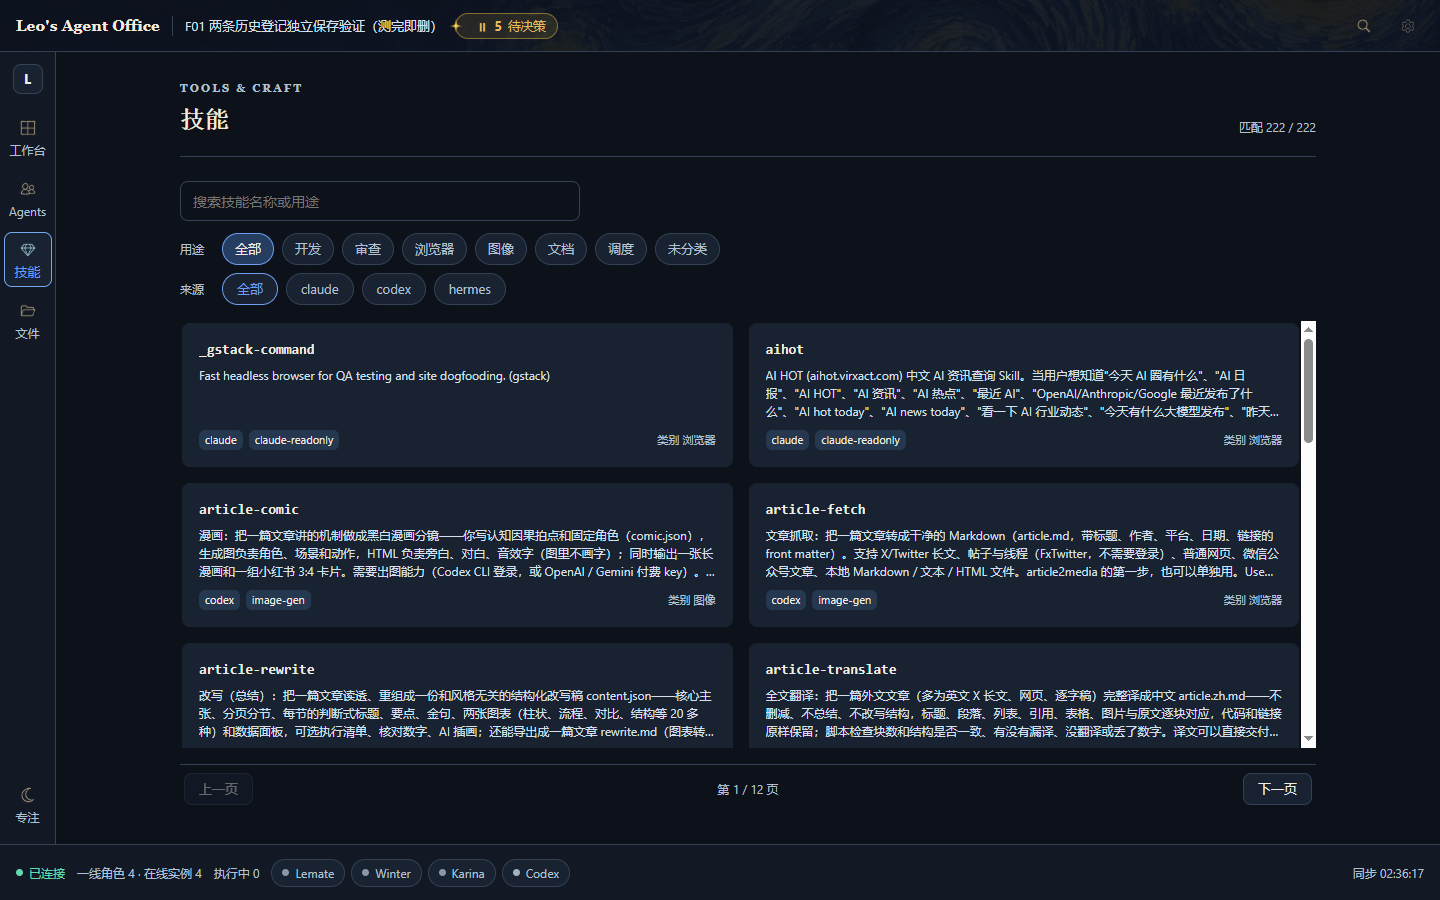 Leo's Agent Office
F01 两条历史登记独立保存验证（测完即删）
5 待决策
L
工作台
Agents
技能
文件
专注
TOOLS & CRAFT
技能
匹配 222 / 222
搜索技能名称或用途
用途 全部 开发 审查 浏览器 图像 文档 调度 未分类
来源 全部 claude codex hermes
_gstack-command
Fast headless browser for QA testing and site dogfooding. (gstack)
claude claude-readonly 类别 浏览器
aihot
AI HOT (aihot.virxact.com) 中文 AI 资讯查询 Skill。当用户想知道"今天 AI 圈有什么"、"AI 日
报"、"AI HOT"、"AI 资讯"、"AI 热点"、"最近 AI"、"OpenAI/Anthropic/Google 最近发布了什
么"、"AI hot today"、"AI news today"、"看一下 AI 行业动态"、"今天有什么大模型发布"、"昨天...
claude claude-readonly 类别 浏览器
article-comic
漫画：把一篇文章讲的机制做成黑白漫画分镜——你写认知因果拍点和固定角色（comic.json），
生成图负责角色、场景和动作，HTML 负责旁白、对白、音效字（图里不画字）；同时输出一张长
漫画和一组小红书 3:4 卡片。需要出图能力（Codex CLI 登录，或 OpenAI / Gemini 付费 key）。...
codex image-gen 类别 图像
article-fetch
文章抓取：把一篇文章转成干净的 Markdown（article.md，带标题、作者、平台、日期、链接的
front matter）。支持 X/Twitter 长文、帖子与线程（FxTwitter，不需要登录）、普通网页、微信公
众号文章、本地 Markdown / 文本 / HTML 文件。article2media 的第一步，也可以单独用。Use...
codex image-gen 类别 浏览器
article-rewrite
改写（总结）：把一篇文章读透、重组成一份和风格无关的结构化改写稿 content.json——核心主
张、分页分节、每节的判断式标题、要点、金句、两张图表（柱状、流程、对比、结构等 20 多
种）和数据面板，可选执行清单、核对数字、AI 插画；还能导出成一篇文章 rewrite.md（图表转...
article-translate
全文翻译：把一篇外文文章（多为英文 X 长文、网页、逐字稿）完整译成中文 article.zh.md——不
删减、不总结、不改写结构，标题、段落、列表、引用、表格、图片与原文逐块对应，代码和链接
原样保留；脚本检查块数和结构是否一致、有没有漏译、没翻译或丢了数字。译文可以直接交付...
上一页
第 1 / 12 页
下一页
已连接 一线角色 4 · 在线实例 4 执行中 0 Lemate Winter Karina Codex
同步 02:36:17